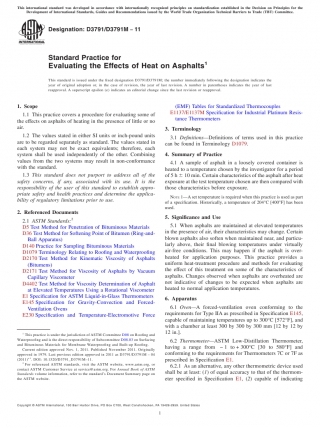 This international standard was developed in accordance with internationally recognized principles on standardization established in the Decision on Principles for the
Development of International Standards, Guides and Recommendations issued by the World Trade Organization Technical Barriers to Trade (TBT) Committee.
Designation: D3791/D3791M – 11
INTERNATIONAL
Standard Practice for
Evaluating the Effects of Heat on Asphalts1
This standard is issued under the fixed designation D3791/D3791M; the number immediately following the designation indicates the
year of original adoption or, in the case of revision, the year of last revision. A number in parentheses indicates the year of last
reapproval. A superscript epsilon (ε) indicates an editorial change since the last revision or reapproval.
1. Scope
1.1 This practice covers a procedure for evaluating some of
the effects on asphalts of heating in the presence of little or no
air.
1.2 The values stated in either SI units or inch-pound units
are to be regarded separately as standard. The values stated in
each system may not be exact equivalents; therefore, each
system shall be used independently of the other. Combining
values from the two systems may result in non-conformance
with the standard.
1.3 This standard does not purport to address all of the
safety concerns, if any, associated with its use. It is the
responsibility of the user of this standard to establish appro-
priate safety and health practices and determine the applica-
bility of regulatory limitations prior to use.
2. Referenced Documents
2.1 ASTM Standards:2
D5 Test Method for Penetration of Bituminous Materials
D36 Test Method for Softening Point of Bitumen (Ring-and-
Ball Apparatus)
D140 Practice for Sampling Bituminous Materials
D1079 Terminology Relating to Roofing and Waterproofing
D2170 Test Method for Kinematic Viscosity of Asphalts
(Bitumens)
D2171 Test Method for Viscosity of Asphalts by Vacuum
Capillary Viscometer
D4402 Test Method for Viscosity Determination of Asphalt
at Elevated Temperatures Using a Rotational Viscometer
E1 Specification for ASTM Liquid-in-Glass Thermometers
E145 Specification for Gravity-Convection and Forced-
Ventilation Ovens
E230 Specification and Temperature-Electromotive Force
1 This practice is under the jurisdiction of ASTM Committee D08 on Roofing and
Waterproofing and is the direct responsibility of Subcommittee D08.03 on Surfacing
and Bituminous Materials for Membrane Waterproofing and Built-up Roofing.
Current edition approved Nov. 1, 2011. Published November 2011. Originally
approved in 1979. Last previous edition approved in
2 For referenced ASTM standards, visit the ASTM website, www.astm.org, or
contact ASTM Customer Service at service@astm.org. For Annual Book of ASTM
Standards volume information, refer to the standard's Document Summary page on
the ASTM website.
(EMF) Tables for Standardized Thermocouples
E1137/E1137M Specification for Industrial Platinum Resis-
tance Thermometers
3. Terminology
3.1 Definitions—Definitions of terms used in this practice
can be found in Terminology D1079.
4. Summary of Practice
4.1 A sample of asphalt in a loosely covered container is
heated to a temperature chosen by the investigator for a period
of 5 h ± 10 min. Certain characteristics of the asphalt after heat
exposure at the test temperature chosen are then compared with
those characteristics before exposure.
NOTE 1—A test temperature is required when this practice is used as part
of a specification. Historically, a temperature of 260°C [500°F] has been
used.
5. Significance and Use
5.1 When asphalts are maintained at elevated temperatures
in the presence of air, their characteristics may change. Certain
blown asphalts also soften when maintained near, and particu-
larly above, their final blowing temperatures under virtually
air-free conditions. This may happen if the asphalt is over-
heated for application purposes. This practice provides a
uniform heat-treatment procedure and methods for evaluating
the effect of this treatment on some of the characteristics of
asphalts. Changes observed when asphalts are overheated are
not indicative of changes to be expected when asphalts are
heated to normal application temperatures.
6. Apparatus
6.1 Oven—A forced-ventilation oven conforming to the
requirements for Type IIA as prescribed in Specification E145,
capable of maintaining temperatures up to 300°C [572°F], and
with a chamber at least 300 by 300 by 300 mm [12 by 12 by
12 in.].
6.2 Thermometer—ASTM Low-Distillation Thermometer,
having a range from −1 to +300°C [30 to 580°F] and
conforming to the requirements for Thermometers 7C or 7F as
prescribed in Specification E1.
6.2.1 As an alternative, any other thermometric device used
shall be at least: (1) of equal accuracy to that of the thermom-
eter specified in Specification E1, (2) capable of indicating
Copyright © ASTM International, 100 Barr Harbor Drive, PO Box C700, West Conshohocken, PA 19428-2959. United States
1